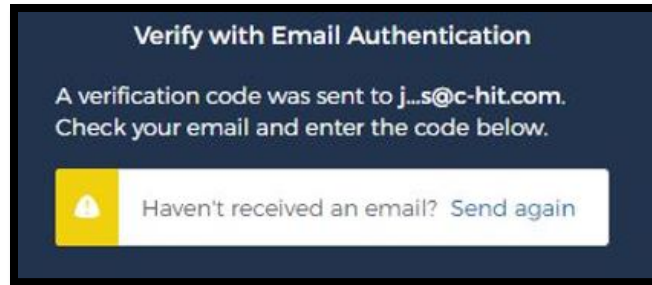 Verify with Email Authentication
A verification code was sent to j...s@c-hit.com.
Check your email and enter the code below.
Haven't received an email? Send again